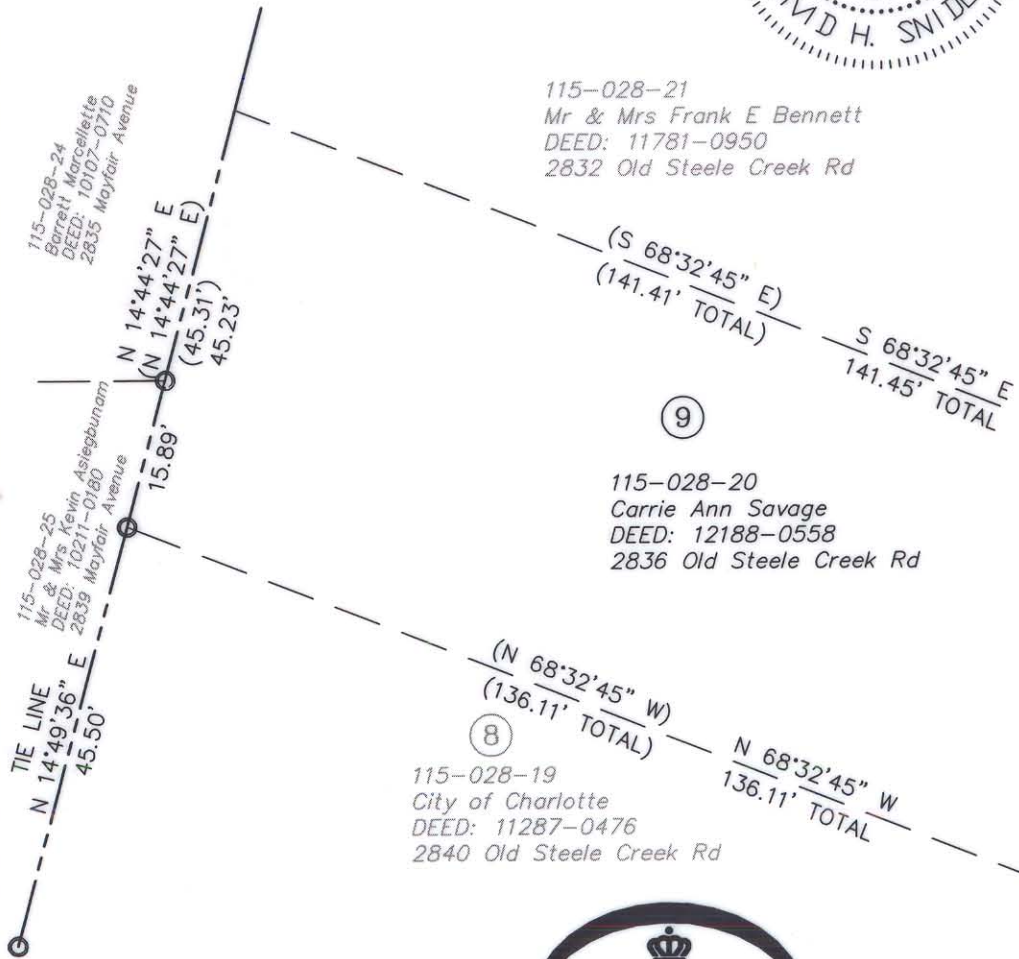 D H. SNIDE
115-028-21
Mr & Mrs Frank E Bennett
DEED: 11781-0950
2832 Old Steele Creek Rd
115-028-24
Barrett Marcellette
DEED: 10107-0710
2835 Mayfair Avenue
N 14°44'27" E
(N 14°44'27" E)
(45.31')
45.23'
(S 68°32'45" E)
(141.41' TOTAL)
S 68°32'45" E
141.45' TOTAL
9
115-028-20
Carrie Ann Savage
DEED: 12188-0558
2836 Old Steele Creek Rd
15.89'
115-028-25
Mr & Mrs Kevin Asiegbunam
DEED: 10211-0180
2839 Mayfair Avenue
TIE LINE
N 14°49'36" E
45.50'
(N 68°32'45" W)
(136.11' TOTAL)
N 68°32'45" W
136.11' TOTAL
8
115-028-19
City of Charlotte
DEED: 11287-0476
2840 Old Steele Creek Rd